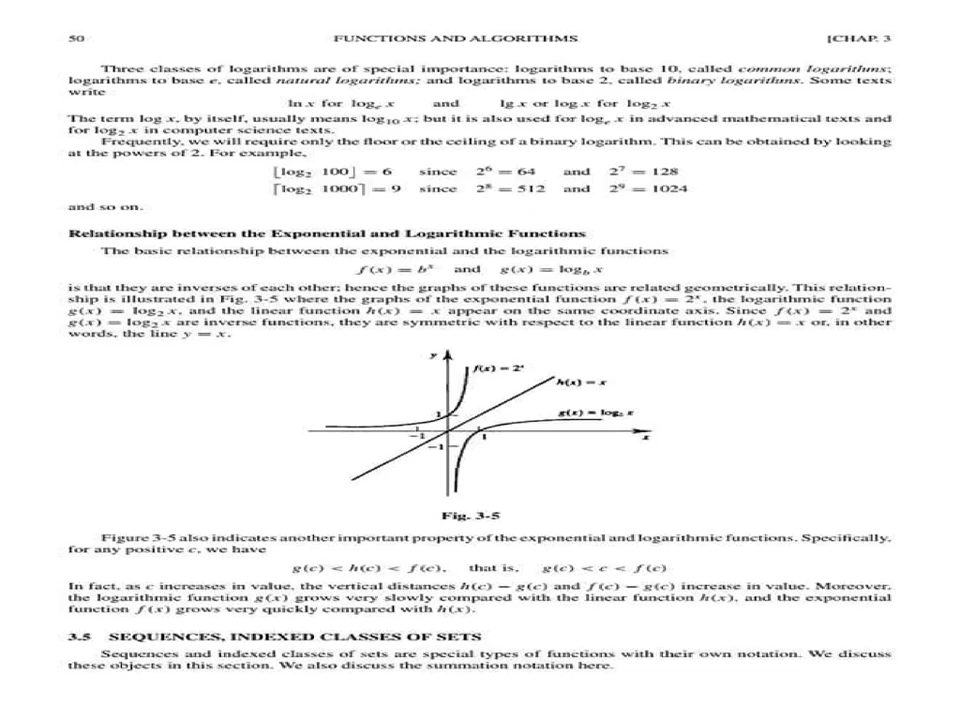 50 FUNCTIONS AND ALGORITHMS [CHAP. 3
Three classes of logarithms are of special importance: logarithms to base 10, called common logarithms;
logarithms to base e, called natural logarithms; and logarithms to base 2, called binary logarithms. Some texts
write
ln x for logₑ x and lg x or log x for log₂ x
The term log x, by itself, usually means log₁₀ x; but it is also used for logₑ x in advanced mathematical texts and
for log₂ x in computer science texts.
Frequently, we will require only the floor or the ceiling of a binary logarithm. This can be obtained by looking
at the powers of 2. For example,
⌊log₂ 100⌋ = 6 since 2⁶ = 64 and 2⁷ = 128
⌈log₂ 1000⌉ = 9 since 2⁸ = 512 and 2⁹ = 1024
and so on.
Relationship between the Exponential and Logarithmic Functions
The basic relationship between the exponential and the logarithmic functions
f(x) = bˣ and g(x) = log_b x
is that they are inverses of each other; hence the graphs of these functions are related geometrically. This relation-
ship is illustrated in Fig. 3-5 where the graphs of the exponential function f(x) = 2ˣ, the logarithmic function
g(x) = log₂ x, and the linear function h(x) = x appear on the same coordinate axis. Since f(x) = 2ˣ and
g(x) = log₂ x are inverse functions, they are symmetric with respect to the linear function h(x) = x or, in other
words, the line y = x.
y
f(x) = 2ˣ
h(x) = x
g(x) = log₂ x
1
−1
1
x
−1
Fig. 3-5
Figure 3-5 also indicates another important property of the exponential and logarithmic functions. Specifically,
for any positive c, we have
g(c) < h(c) < f(c), that is, g(c) < c < f(c)
In fact, as c increases in value, the vertical distances h(c) − g(c) and f(c) − g(c) increase in value. Moreover,
the logarithmic function g(x) grows very slowly compared with the linear function h(x), and the exponential
function f(x) grows very quickly compared with h(x).
3.5 SEQUENCES, INDEXED CLASSES OF SETS
Sequences and indexed classes of sets are special types of functions with their own notation. We discuss
these objects in this section. We also discuss the summation notation here.